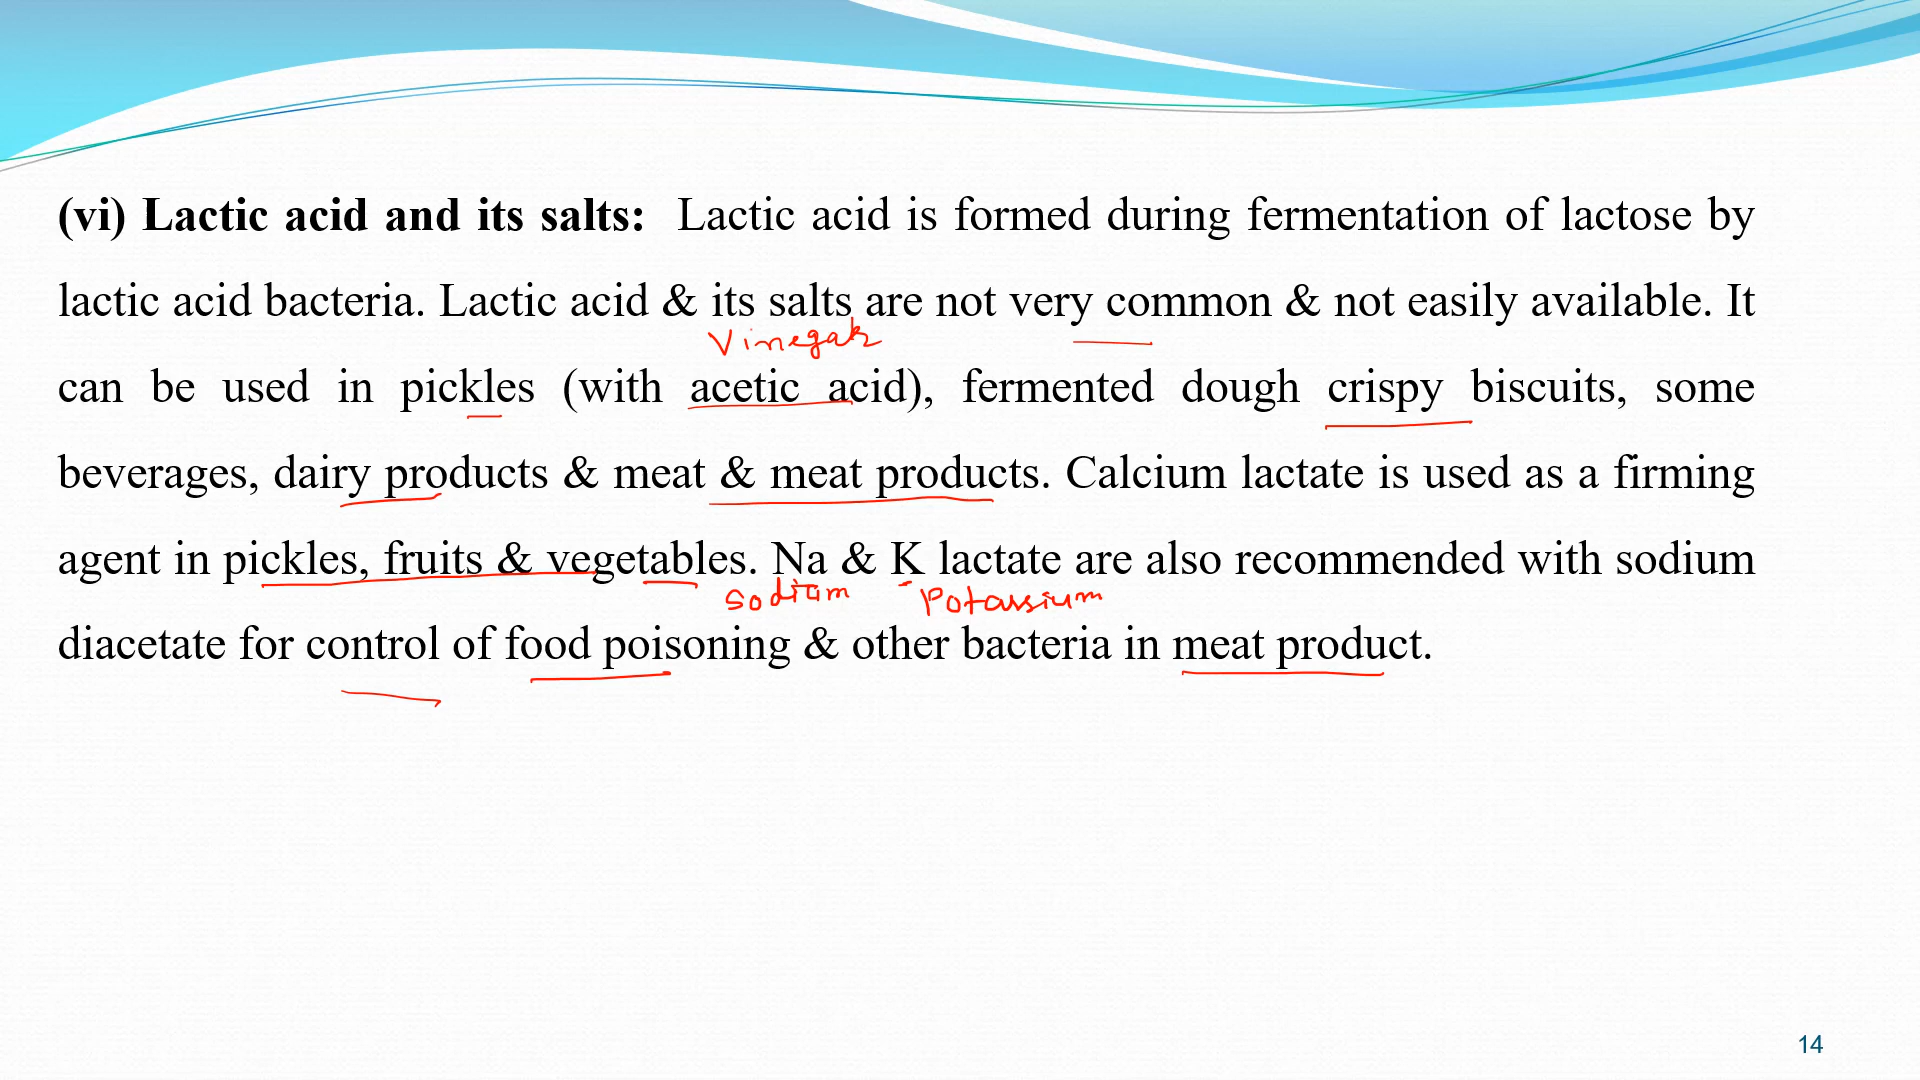 (vi) Lactic acid and its salts: Lactic acid is formed during fermentation of lactose by
lactic acid bacteria. Lactic acid & its salts are not very common & not easily available. It
Vinegar
can be used in pickles (with acetic acid), fermented dough crispy biscuits, some
beverages, dairy products & meat & meat products. Calcium lactate is used as a firming
agent in pickles, fruits & vegetables. Na & K lactate are also recommended with sodium
Sodium Potassium
diacetate for control of food poisoning & other bacteria in meat product.
14